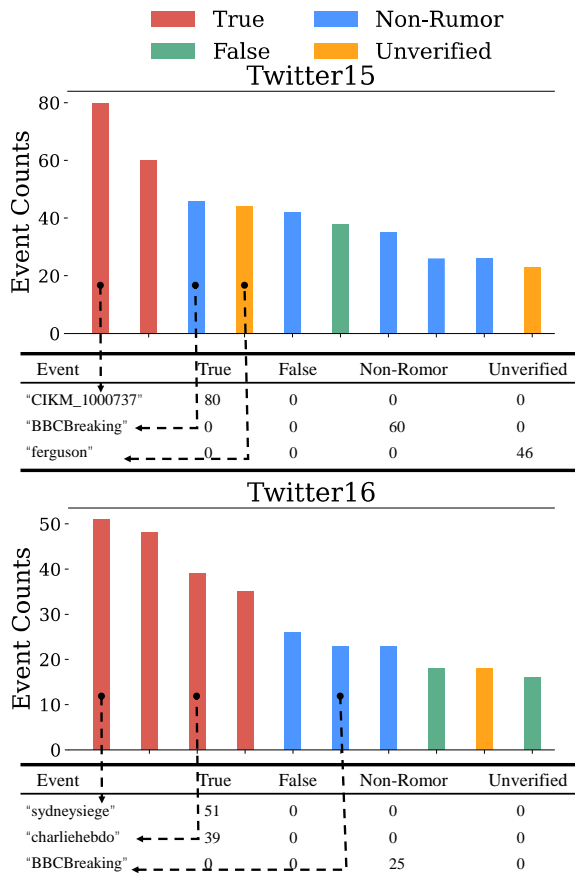 True Non-Rumor
False Unverified
Twitter15
Event Counts
80
60
40
20
0
Event True False Non-Romor Unverified
"CIKM_1000737" 80 0 0 0
"BBCBreaking" 0 0 60 0
"ferguson" 0 0 0 46
Twitter16
Event Counts
50
40
30
20
10
0
Event True False Non-Romor Unverified
"sydneysiege" 51 0 0 0
"charliehebdo" 39 0 0 0
"BBCBreaking" 0 0 25 0